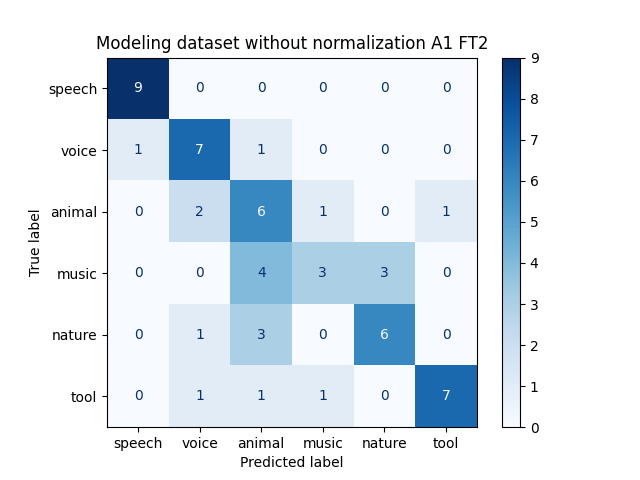 Modeling dataset without normalization A1 FT2
True label
speech 9 0 0 0 0 0
voice 1 7 1 0 0 0
animal 0 2 6 1 0 1
music 0 0 4 3 3 0
nature 0 1 3 0 6 0
tool 0 1 1 1 0 7
speech voice animal music nature tool
Predicted label
9
8
7
6
5
4
3
2
1
0